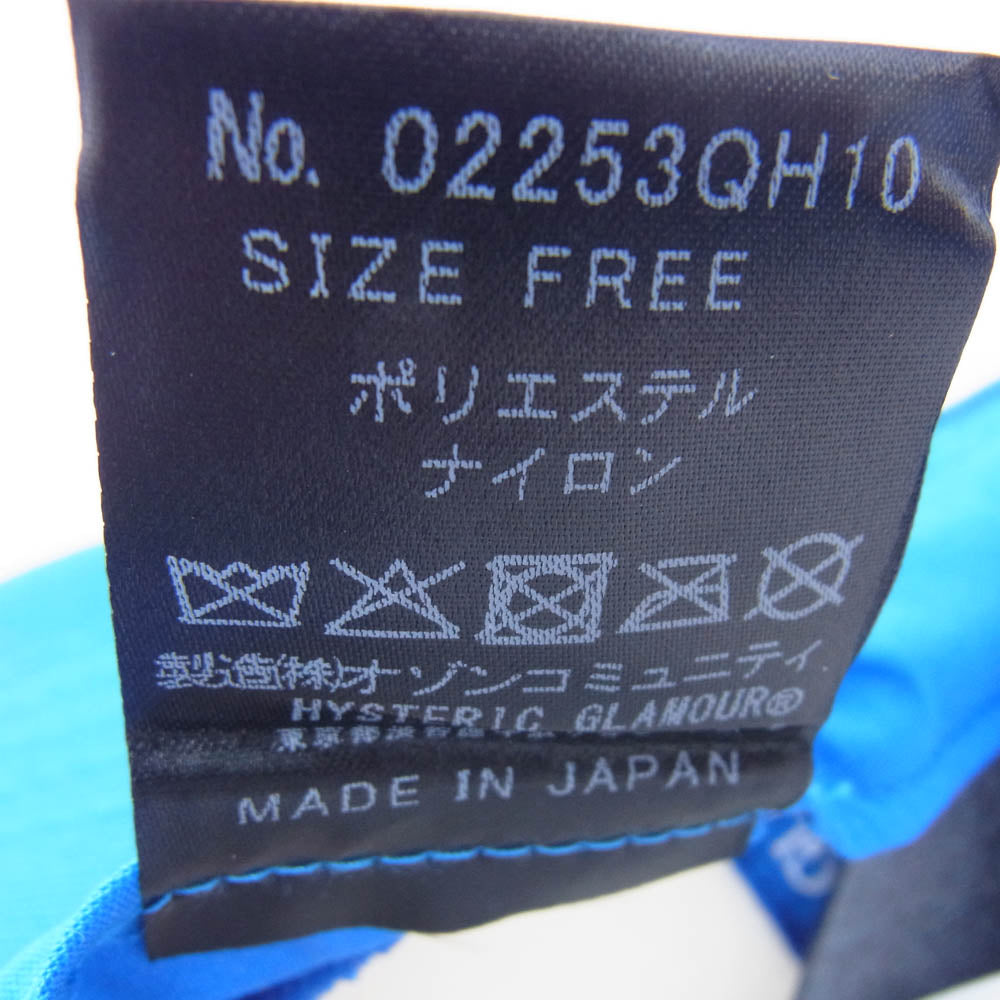 No. 02253QH10
SIZE FREE
ポリエステル
ナイロン
製造(株)オゾンコミュニティ
HYSTERIC GLAMOUR®
MADE IN JAPAN